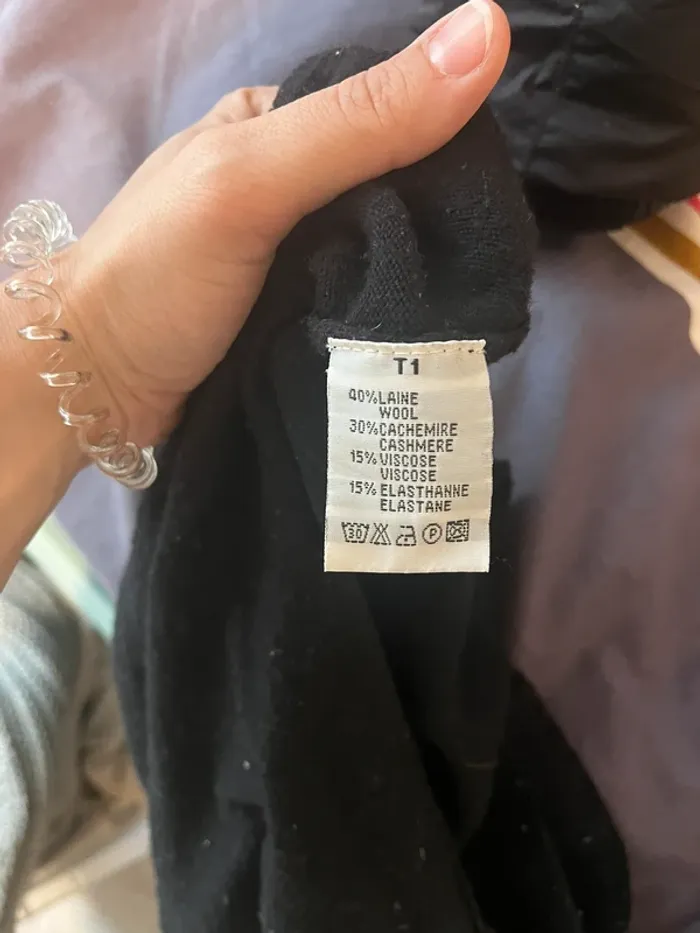 T1
40%LAINE
WOOL
30%CACHEMIRE
CASHMERE
15%VISCOSE
VISCOSE
15%ELASTHANNE
ELASTANE
30 P